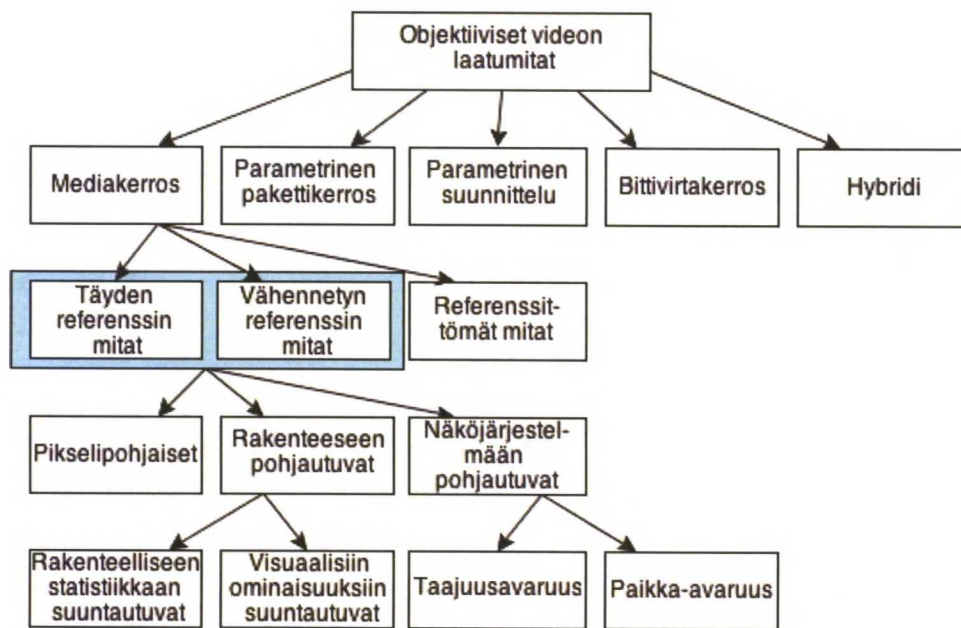 Objektiiviset videon
laatumitat
Mediakerros
Parametrinen
pakettikerros
Parametrinen
suunnittelu
Bittivirtakerros
Hybridi
Täyden
referenssin
mitat
Vähennetyn
referenssin
mitat
Referenssit-
tömät mitat
Pikselipohjaiset
Rakenteeseen
pohjautuvat
Näköjärjestel-
mään
pohjautuvat
Rakenteelliseen
statistiikkaan
suuntautuvat
Visuaalisiin
ominaisuuksiin
suuntautuvat
Taajuusavaruus
Paikka-avaruus